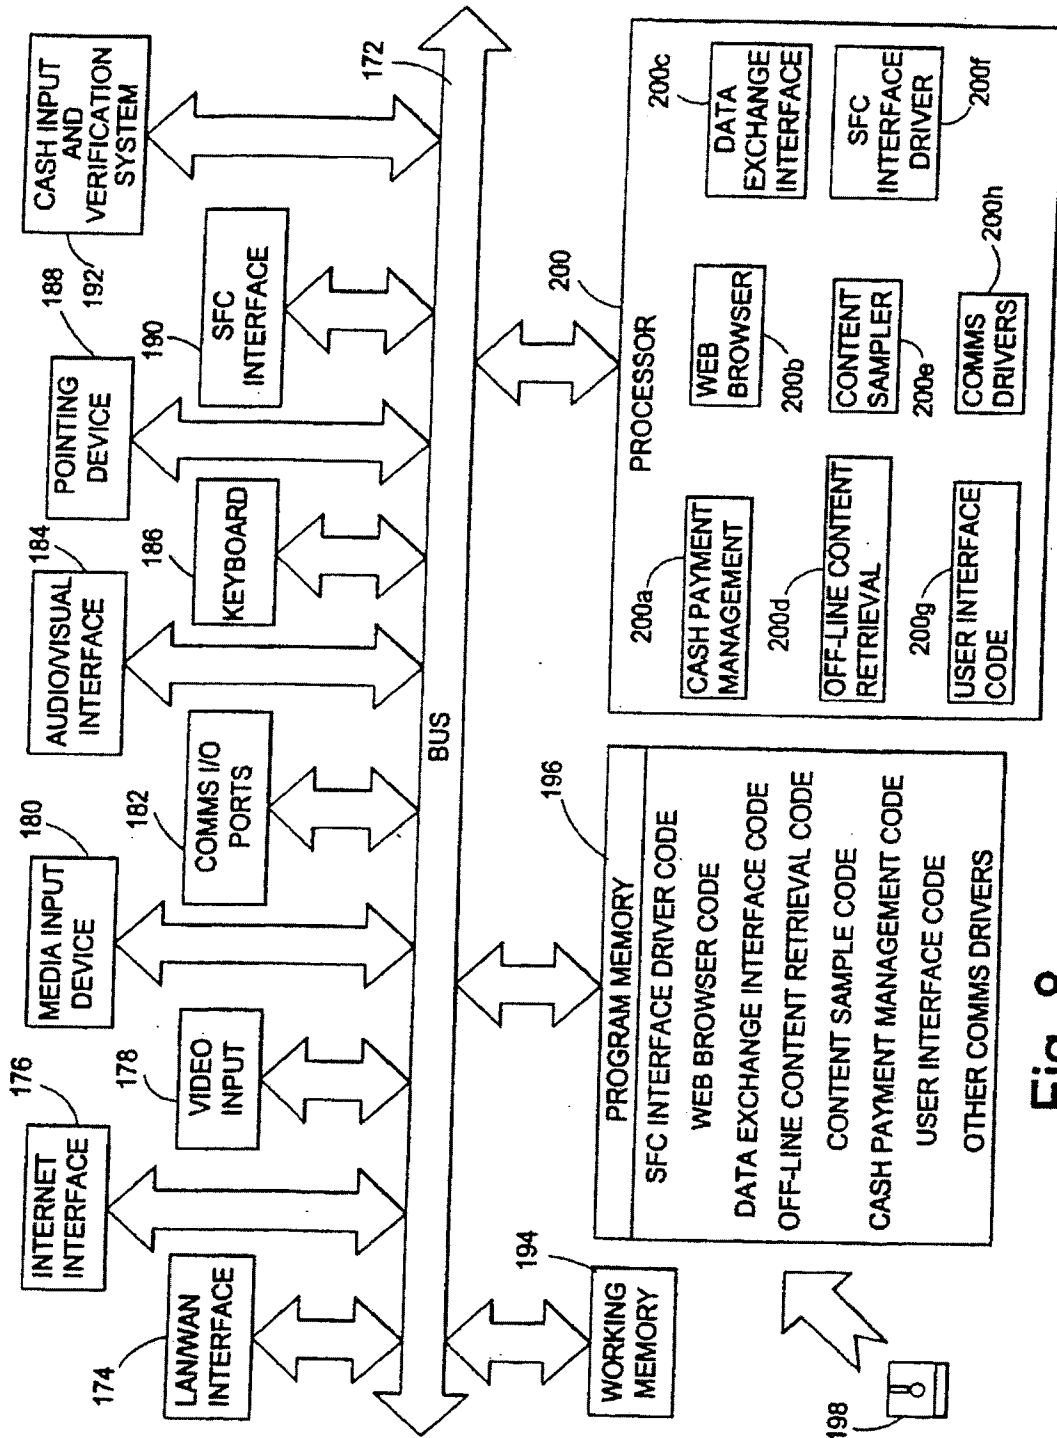 INTERNET
INTERFACE
176
MEDIA INPUT
DEVICE
180
AUDIO/VISUAL
INTERFACE
184
POINTING
DEVICE
188
CASH INPUT
AND
VERIFICATION
SYSTEM
192
174
LAN/WAN
INTERFACE
178
VIDEO
INPUT
182
COMMS I/O
PORTS
186
KEYBOARD
190
SFC
INTERFACE
BUS
172
194
WORKING
MEMORY
198
196
PROGRAM MEMORY
SFC INTERFACE DRIVER CODE
WEB BROWSER CODE
DATA EXCHANGE INTERFACE CODE
OFF-LINE CONTENT RETRIEVAL CODE
CONTENT SAMPLE CODE
CASH PAYMENT MANAGEMENT CODE
USER INTERFACE CODE
OTHER COMMS DRIVERS
200
PROCESSOR
200a
CASH PAYMENT
MANAGEMENT
WEB
BROWSER
200b
200c
DATA
EXCHANGE
INTERFACE
200d
OFF-LINE CONTENT
RETRIEVAL
CONTENT
SAMPLER
200e
SFC
INTERFACE
DRIVER
200f
200g
USER INTERFACE
CODE
COMMS
DRIVERS
200h
Fig.